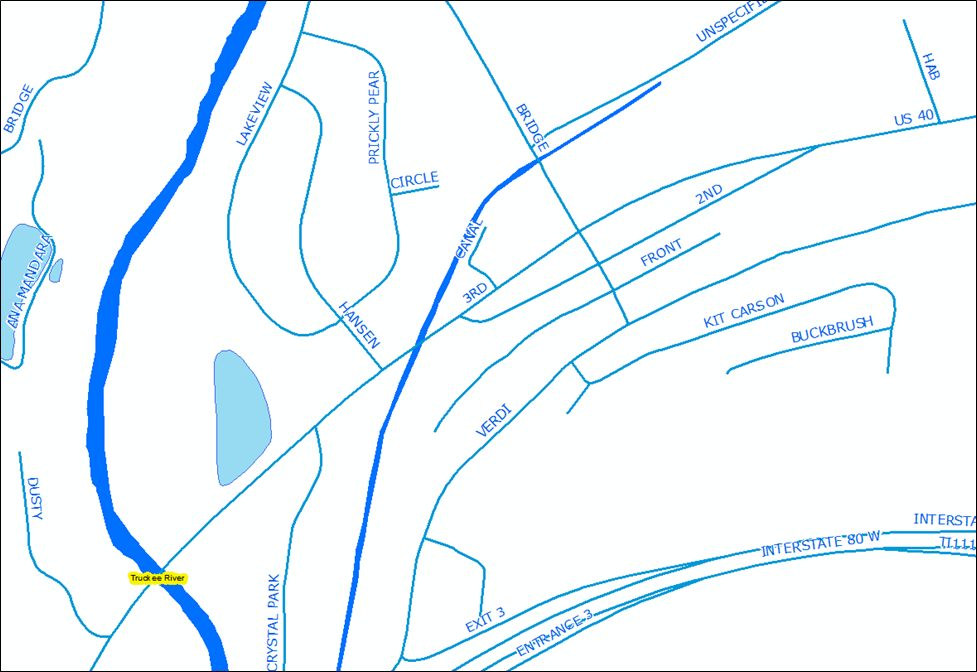 UNSPECIFI
BRIDGE
LAKEVIEW
PRICKLY PEAR
BRIDGE
HAB
US 40
CIRCLE
2ND
CANAL
ANA-MANDARA
FRONT
3RD
HANSEN
KIT CARSON
BUCKBRUSH
VERDI
DUSTY
INTERSTA
INTERSTATE 80 W
TI111
Truckee River
CRYSTAL PARK
EXIT 3
ENTRANCE 3